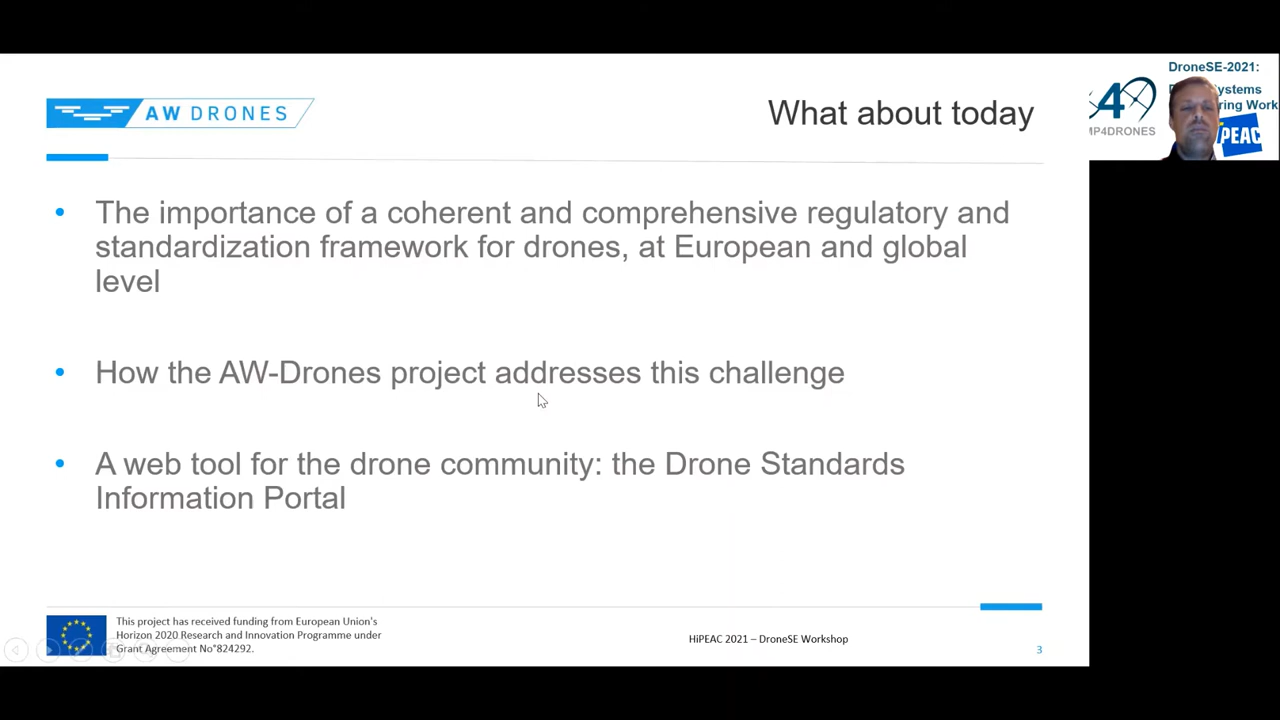 AW DRONES
What about today
DroneSE-2021:
4
MP4DRONES
ystems
ring Work
PEAC
• The importance of a coherent and comprehensive regulatory and
standardization framework for drones, at European and global
level
• How the AW-Drones project addresses this challenge
• A web tool for the drone community: the Drone Standards
Information Portal
This project has received funding from European Union's
Horizon 2020 Research and Innovation Programme under
Grant Agreement No°824292.
HiPEAC 2021 – DroneSE Workshop
3